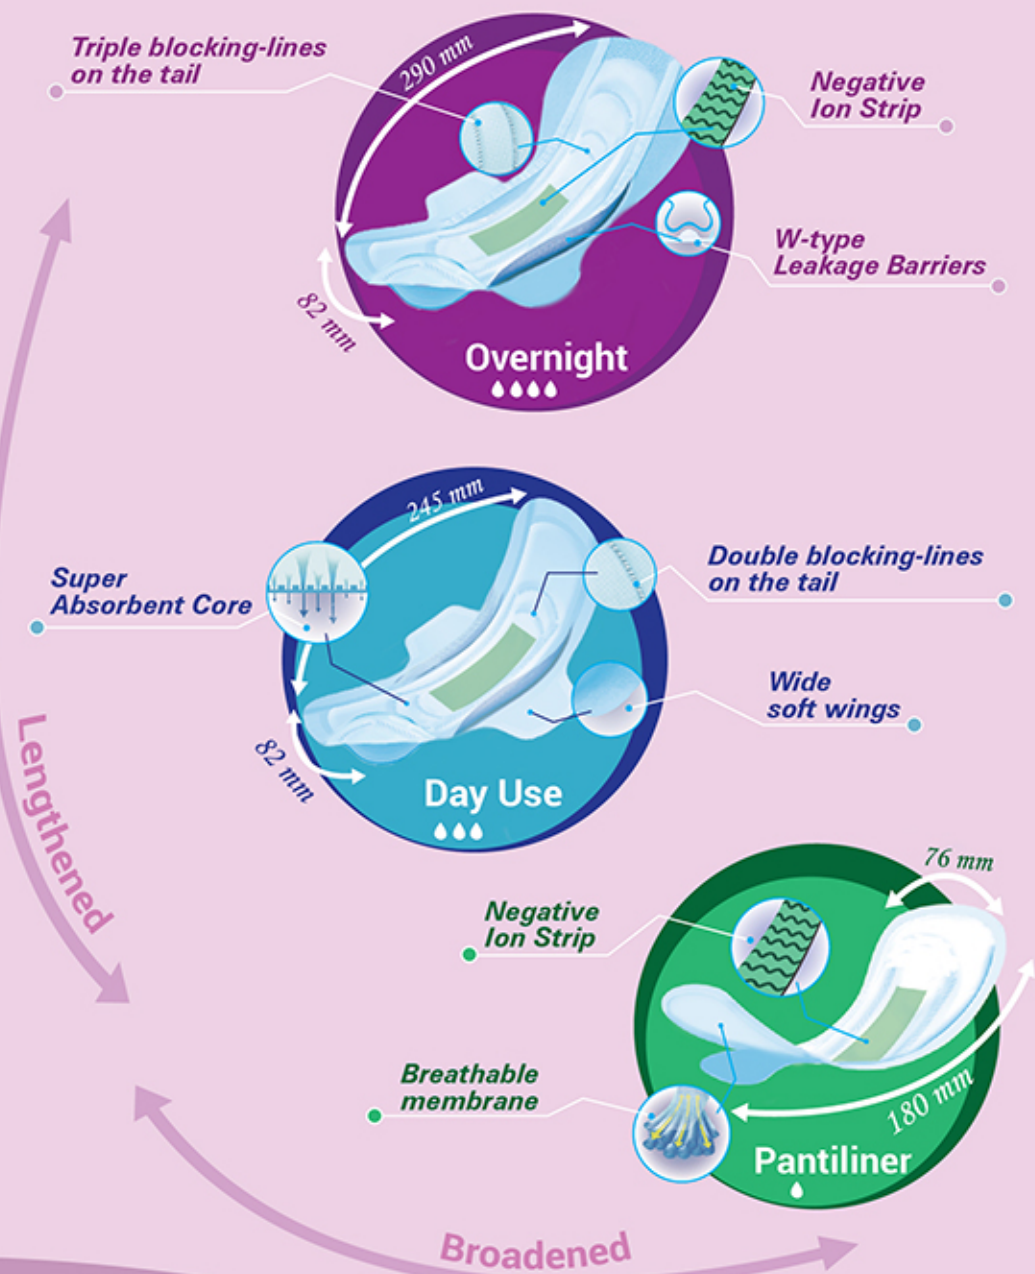 Triple blocking-lines
on the tail
290 mm
Negative
Ion Strip
W-type
Leakage Barriers
82 mm
Overnight
245 mm
Super
Absorbent Core
Double blocking-lines
on the tail
Wide
soft wings
82 mm
Day Use
Lengthened
76 mm
Negative
Ion Strip
Breathable
membrane
180 mm
Pantiliner
Broadened